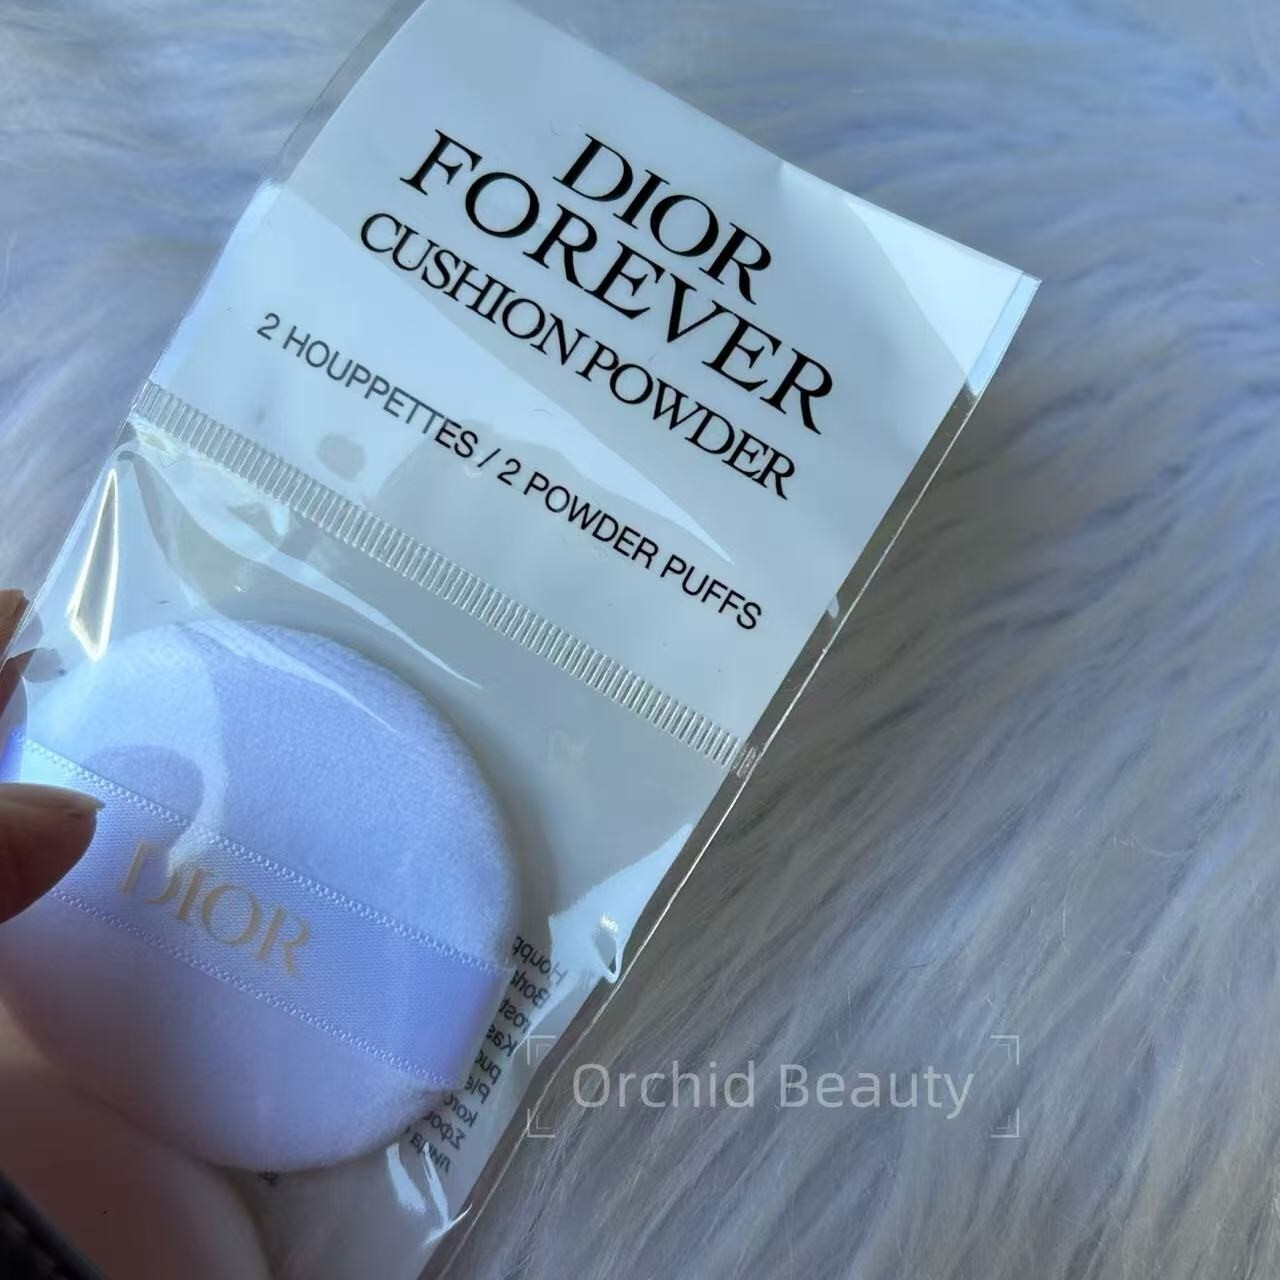 DIOR
FOREVER
CUSHION POWDER
2 HOUPPETTES / 2 POWDER PUFFS
DIOR
Orchid Beauty